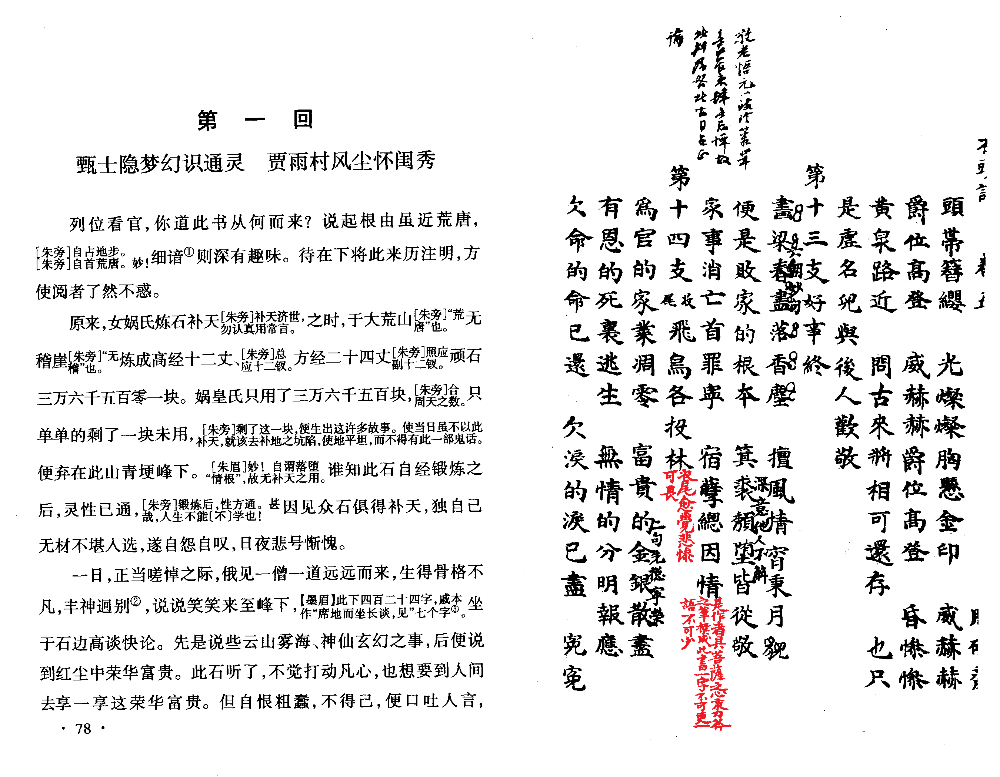 第一回
甄士隐梦幻识通灵　贾雨村风尘怀闺秀
列位看官,你道此书从何而来？说起根由虽近荒唐,
[朱旁]自占地步。
[朱旁]自首荒唐。妙!
细谙①则深有趣味。待在下将此来历注明,方
使阅者了然不惑。
原来,女娲氏炼石补天[朱旁]补天济世,勿认真用常言。之时,于大荒山[朱旁]“荒唐”也。无
稽崖[朱旁]“无稽”也。炼成高经十二丈、[朱旁]总应十二钗。方经二十四丈[朱旁]照应副十二钗。顽石
三万六千五百零一块。娲皇氏只用了三万六千五百块,[朱旁]合周天之数。只
单单的剩了一块未用,[朱旁]剩了这一块,便生出这许多故事。使当日虽不以此补天,就该去补地之坑陷,使地平坦,而不得有此一部鬼话。
便弃在此山青埂峰下。[朱眉]妙！自谓落堕“情根”,故无补天之用。谁知此石自经锻炼之
后,灵性已通,[朱旁]锻炼后,性方通。甚哉,人生不能〔不〕学也！因见众石俱得补天,独自己
无材不堪入选,遂自怨自叹,日夜悲号惭愧。
一日,正当嗟悼之际,俄见一僧一道远远而来,生得骨格不
凡,丰神迥别②,说说笑笑来至峰下,【墨眉】此下四百二十四字,戚本作“席地而坐长谈,见”七个字③。坐
于石边高谈快论。先是说些云山雾海、神仙玄幻之事,后便说
到红尘中荣华富贵。此石听了,不觉打动凡心,也想要到人间
去享一享这荣华富贵。但自恨粗蠢,不得已,便口吐人言,
· 78 ·
頭帶簪纓　光燦燦胸懸金印　威赫赫
爵位高登　威赫赫爵位高登　昏慘慘
黄泉路近　問古來將相可還存　也只
是虛名兒與後人歡敬
第十三支好事終
畫梁春盡落香塵　擅風情　秉月貌
六朝妙句
便是敗家的根本　箕裘頹墮皆從敬
深意他人不解
家事消亡首罪寧　宿孽總因情
是作者具菩薩之心秉刀斧
之筆撰成此書一字不可更一
語不可少
第十四支　收尾　飛鳥各投林
收尾愈覺悲慘
可畏
爲官的家業凋零　富貴的金銀散盡
二句先總寧榮
有恩的死裏逃生　無情的分明報應
欠命的命已還　欠淚的淚已盡　冤冤